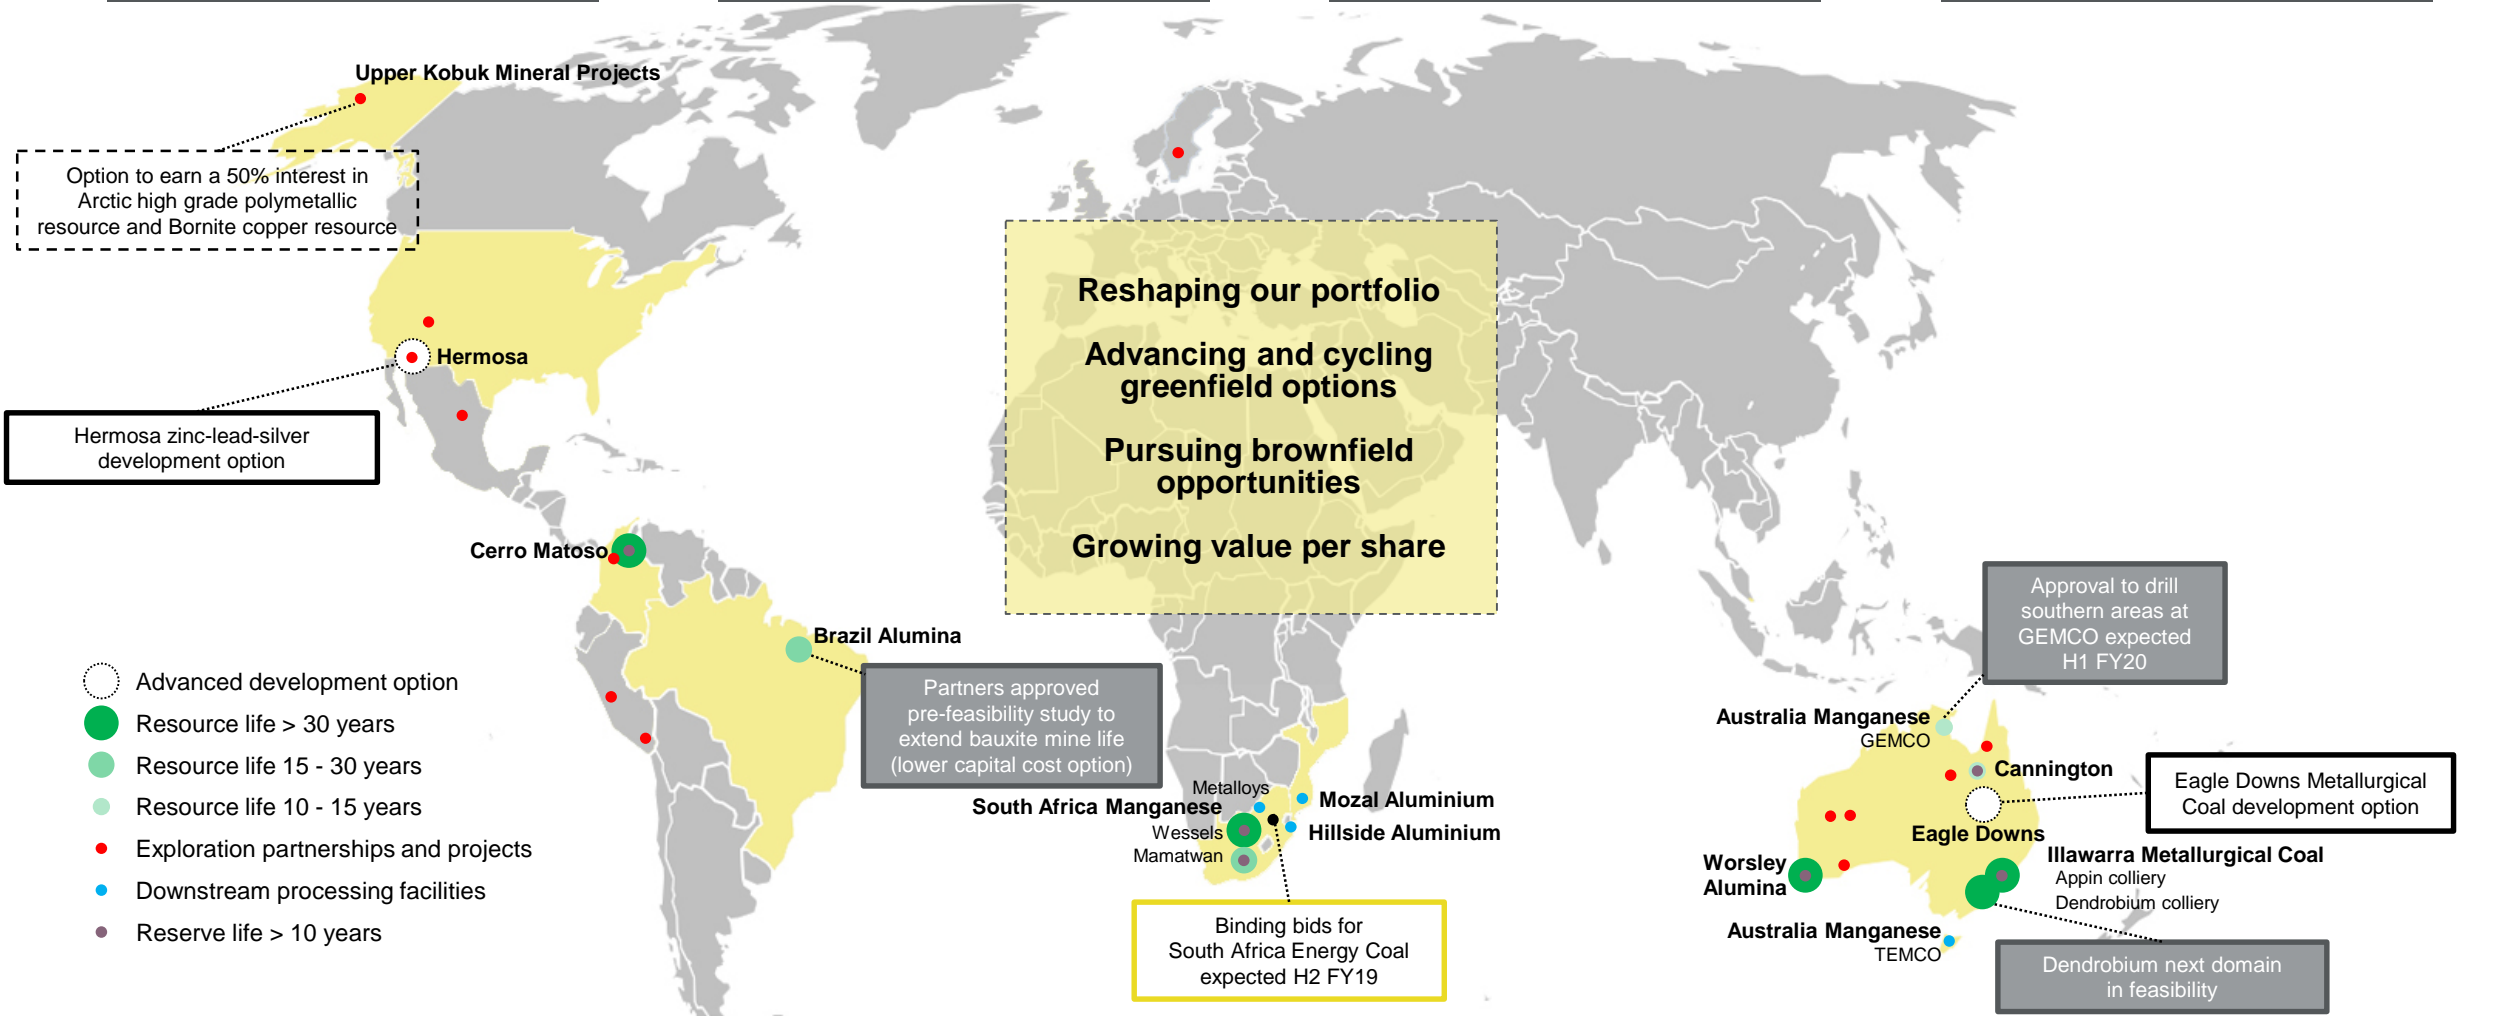 Upper Kobuk Mineral Projects
Option to earn a 50% interest in
Arctic high grade polymetallic
resource and Bornite copper resource
Hermosa
Hermosa zinc-lead-silver
development option
Reshaping our portfolio
Advancing and cycling
greenfield options
Pursuing brownfield
opportunities
Growing value per share
Cerro Matoso
Brazil Alumina
Partners approved
pre-feasibility study to
extend bauxite mine life
(lower capital cost option)
Advanced development option
Resource life > 30 years
Resource life 15 - 30 years
Resource life 10 - 15 years
Exploration partnerships and projects
Downstream processing facilities
Reserve life > 10 years
Metalloys
South Africa Manganese
Wessels
Mamatwan
Mozal Aluminium
Hillside Aluminium
Binding bids for
South Africa Energy Coal
expected H2 FY19
Approval to drill
southern areas at
GEMCO expected
H1 FY20
Australia Manganese
GEMCO
Cannington
Eagle Downs Metallurgical
Coal development option
Eagle Downs
Worsley
Alumina
Illawarra Metallurgical Coal
Appin colliery
Dendrobium colliery
Australia Manganese
TEMCO
Dendrobium next domain
in feasibility